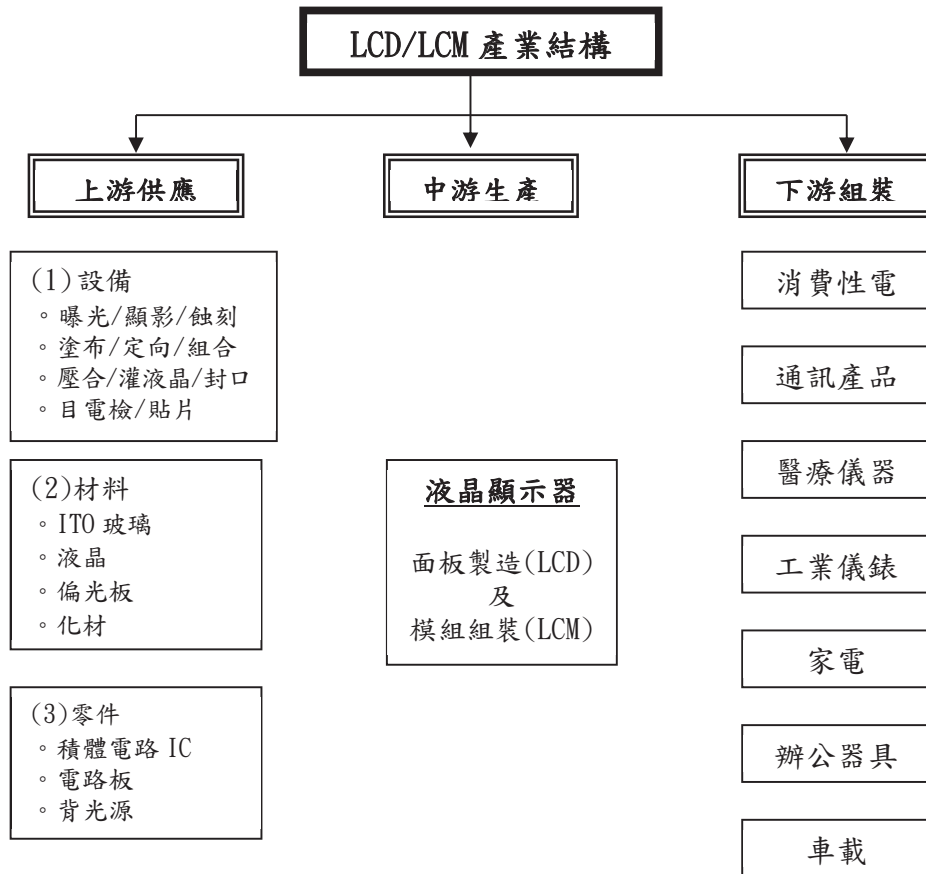 LCD/LCM 產業結構
上游供應
中游生產
下游組裝
(1)設備
。曝光/顯影/蝕刻
。塗布/定向/組合
。壓合/灌液晶/封口
。目電檢/貼片
(2)材料
。ITO 玻璃
。液晶
。偏光板
。化材
(3)零件
。積體電路 IC
。電路板
。背光源
液晶顯示器
面板製造(LCD)
及
模組組裝(LCM)
消費性電
通訊產品
醫療儀器
工業儀錶
家電
辦公器具
車載